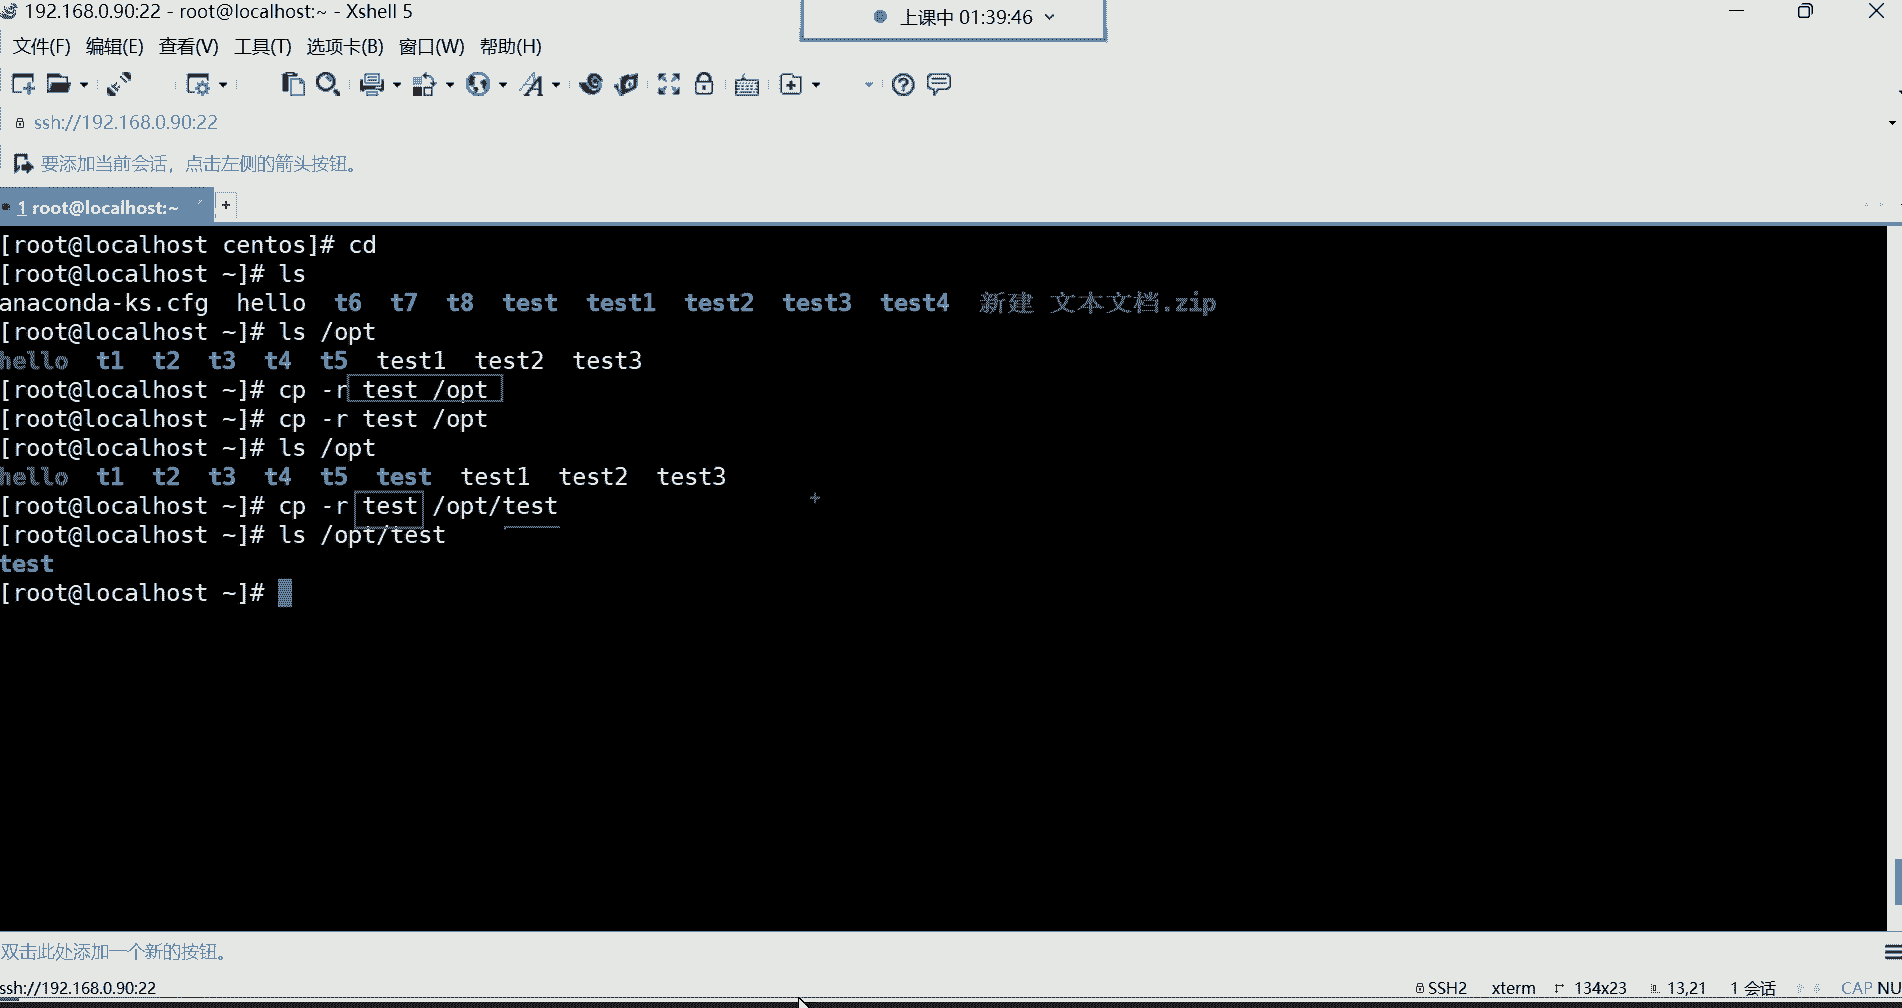 192.168.0.90:22 - root@localhost:~ - Xshell 5
上课中 01:39:46
文件(F) 编辑(E) 查看(V) 工具(T) 选项卡(B) 窗口(W) 帮助(H)
ssh://192.168.0.90:22
要添加当前会话，点击左侧的箭头按钮。
1 root@localhost:~ +
[root@localhost centos]# cd
[root@localhost ~]# ls
anaconda-ks.cfg hello t6 t7 t8 test test1 test2 test3 test4 新建 文本文档.zip
[root@localhost ~]# ls /opt
hello t1 t2 t3 t4 t5 test1 test2 test3
[root@localhost ~]# cp -r test /opt
[root@localhost ~]# cp -r test /opt
[root@localhost ~]# ls /opt
hello t1 t2 t3 t4 t5 test test1 test2 test3
[root@localhost ~]# cp -r test /opt/test
[root@localhost ~]# ls /opt/test
test
[root@localhost ~]#
双击此处添加一个新的按钮。
ssh://192.168.0.90:22 SSH2 xterm 134x23 13,21 1 会话 CAP NU